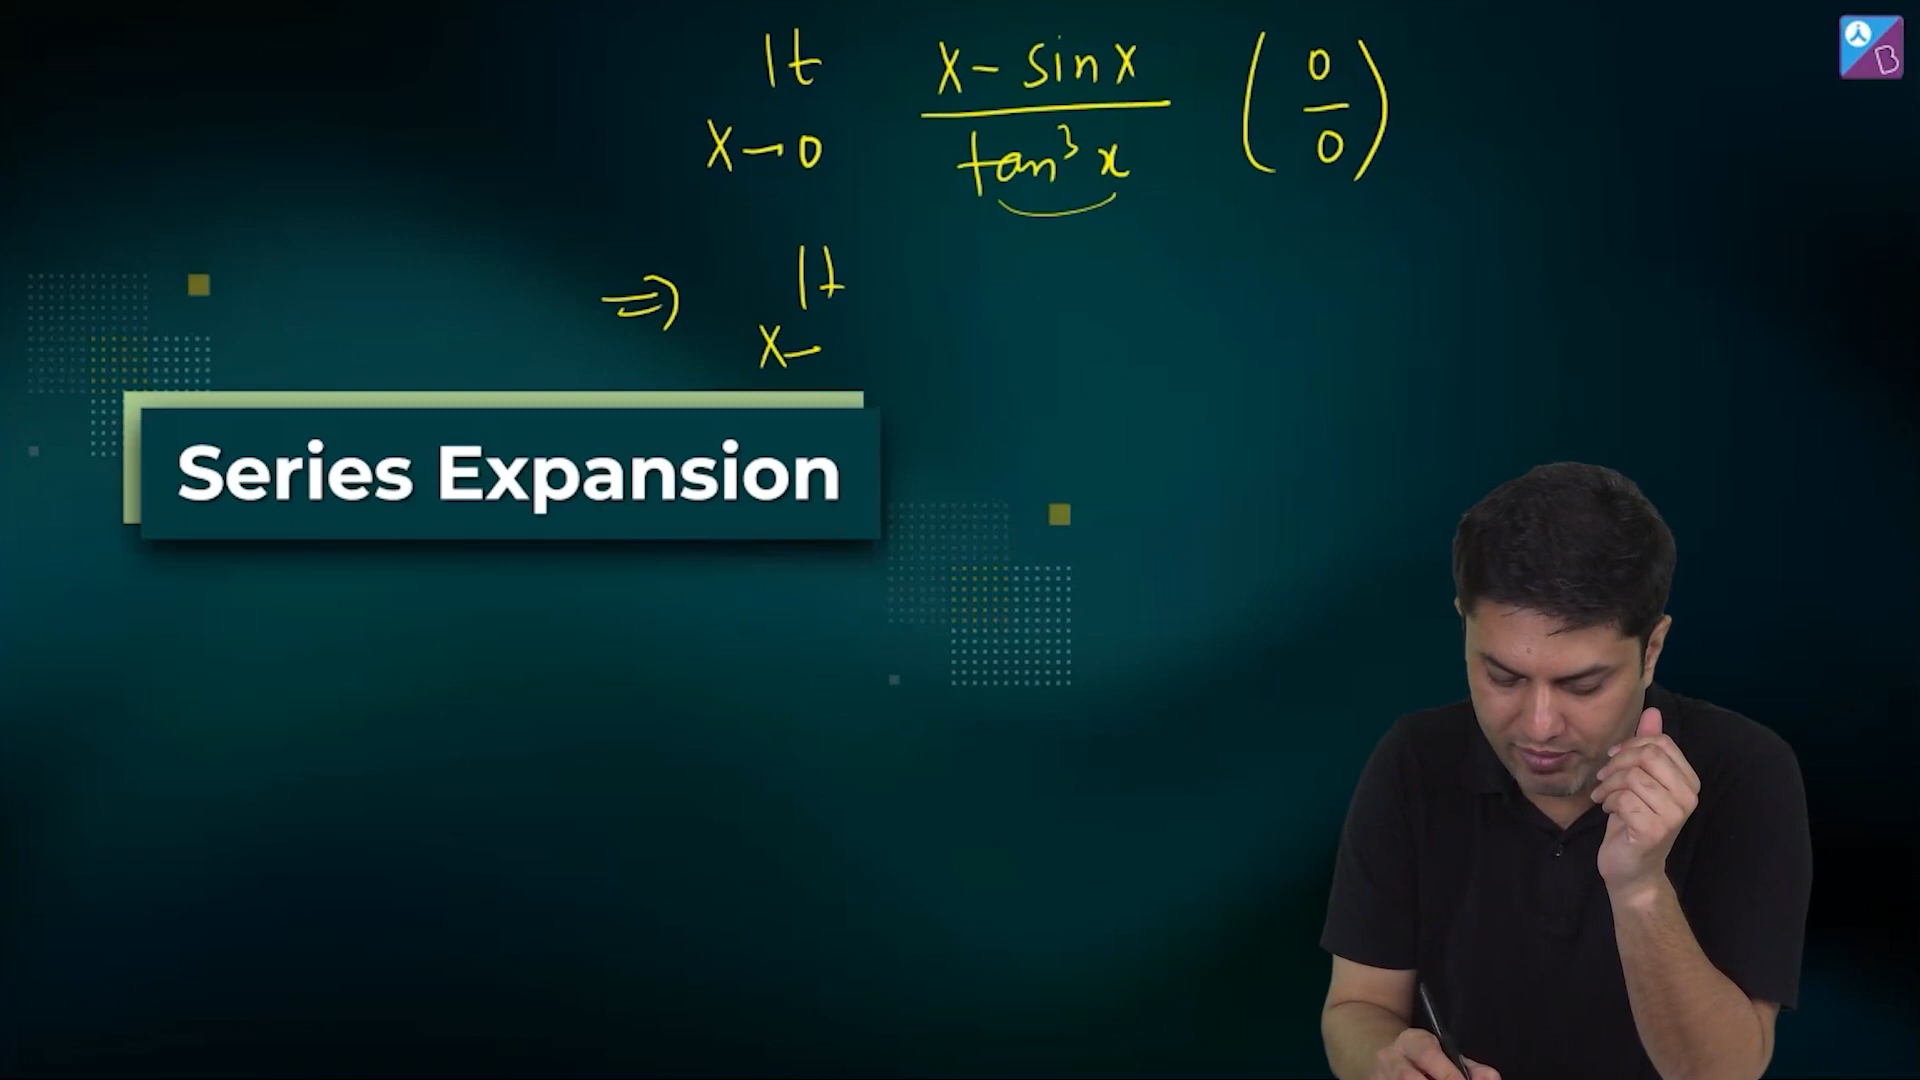 lt x - sin x ( 0 )
x→0 tan³ x 0
⇒ lt
x-
Series Expansion
B